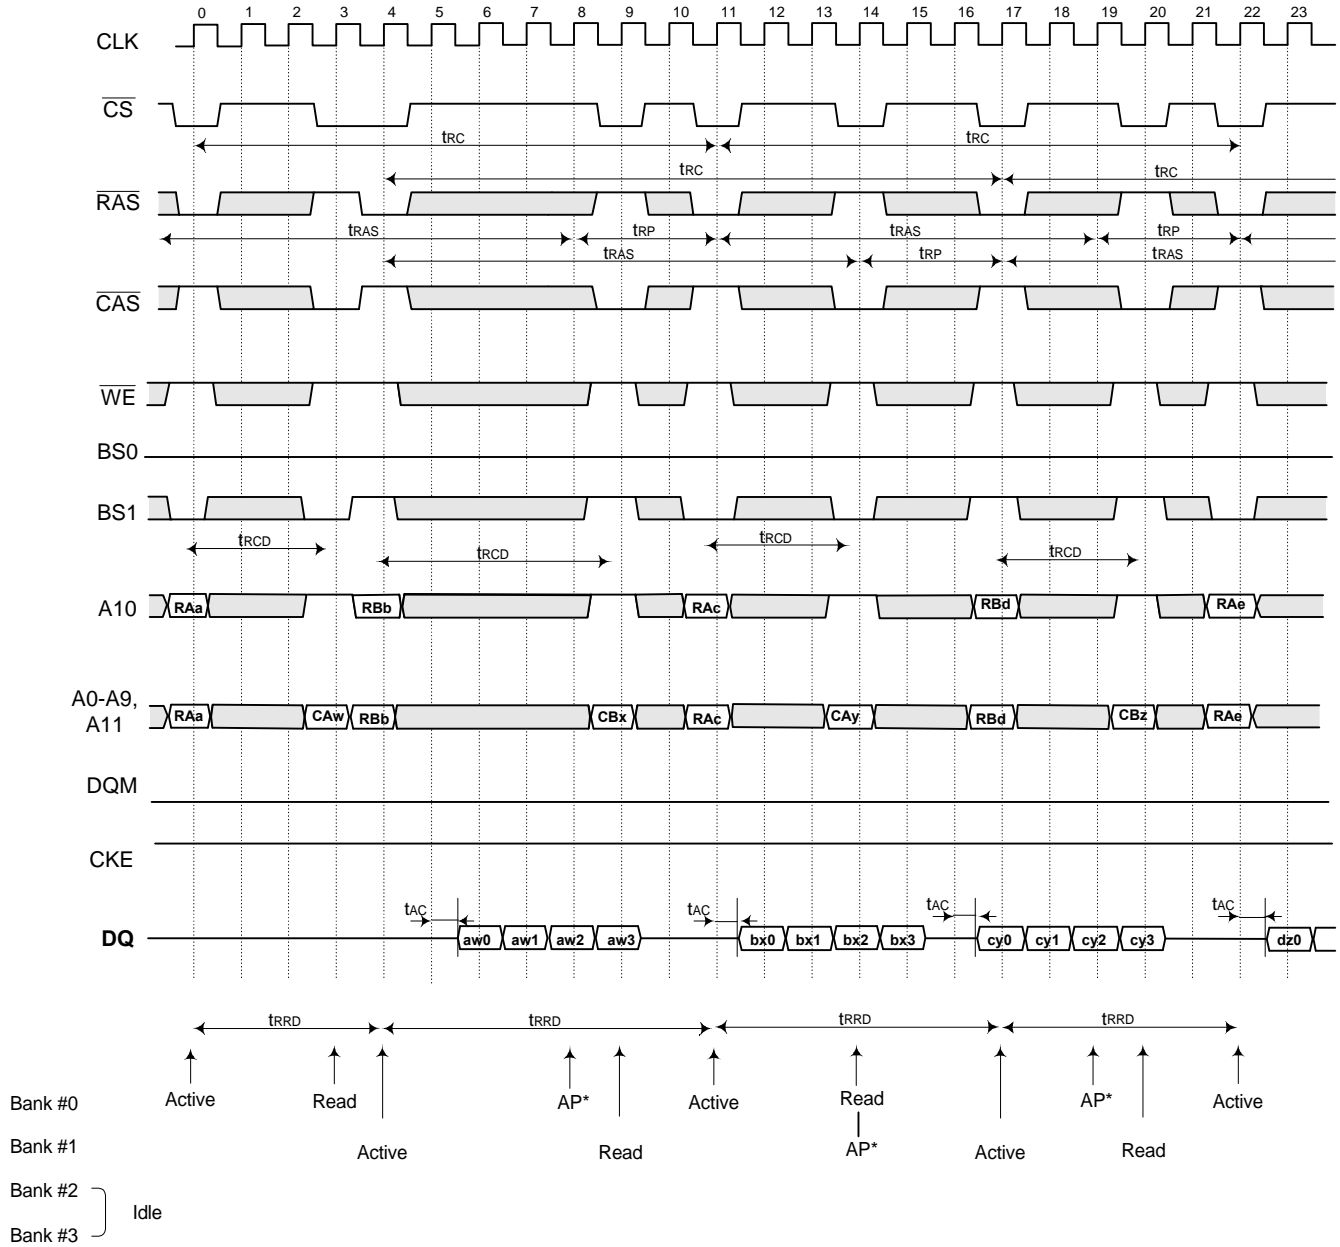 0 1 2 3 4 5 6 7 8 9 10 11 12 13 14 15 16 17 18 19 20 21 22 23
CLK
CS
tRC tRC
tRC tRC
RAS
tRAS tRP tRAS tRP
tRAS tRP tRAS
CAS
WE
BS0
BS1
tRCD tRCD tRCD tRCD
A10 RAa RBb RAc RBd RAe
A0-A9,
A11 RAa CAw RBb CBx RAc CAy RBd CBz RAe
DQM
CKE
tAC tAC tAC tAC
DQ aw0 aw1 aw2 aw3 bx0 bx1 bx2 bx3 cy0 cy1 cy2 cy3 dz0
tRRD tRRD tRRD tRRD
Bank #0 Active Read AP* Active Read AP* Active
Bank #1 Active Read AP* Active Read
Bank #2
Idle
Bank #3